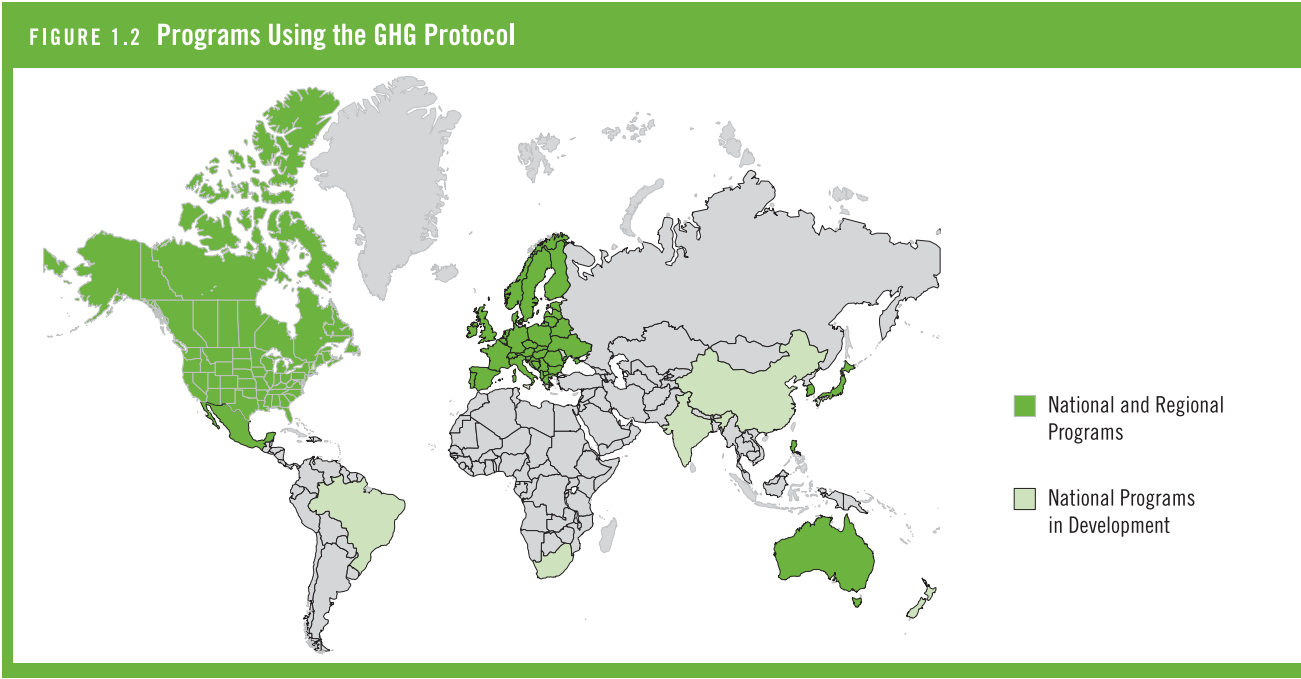 FIGURE 1.2 Programs Using the GHG Protocol
National and Regional
Programs
National Programs
in Development